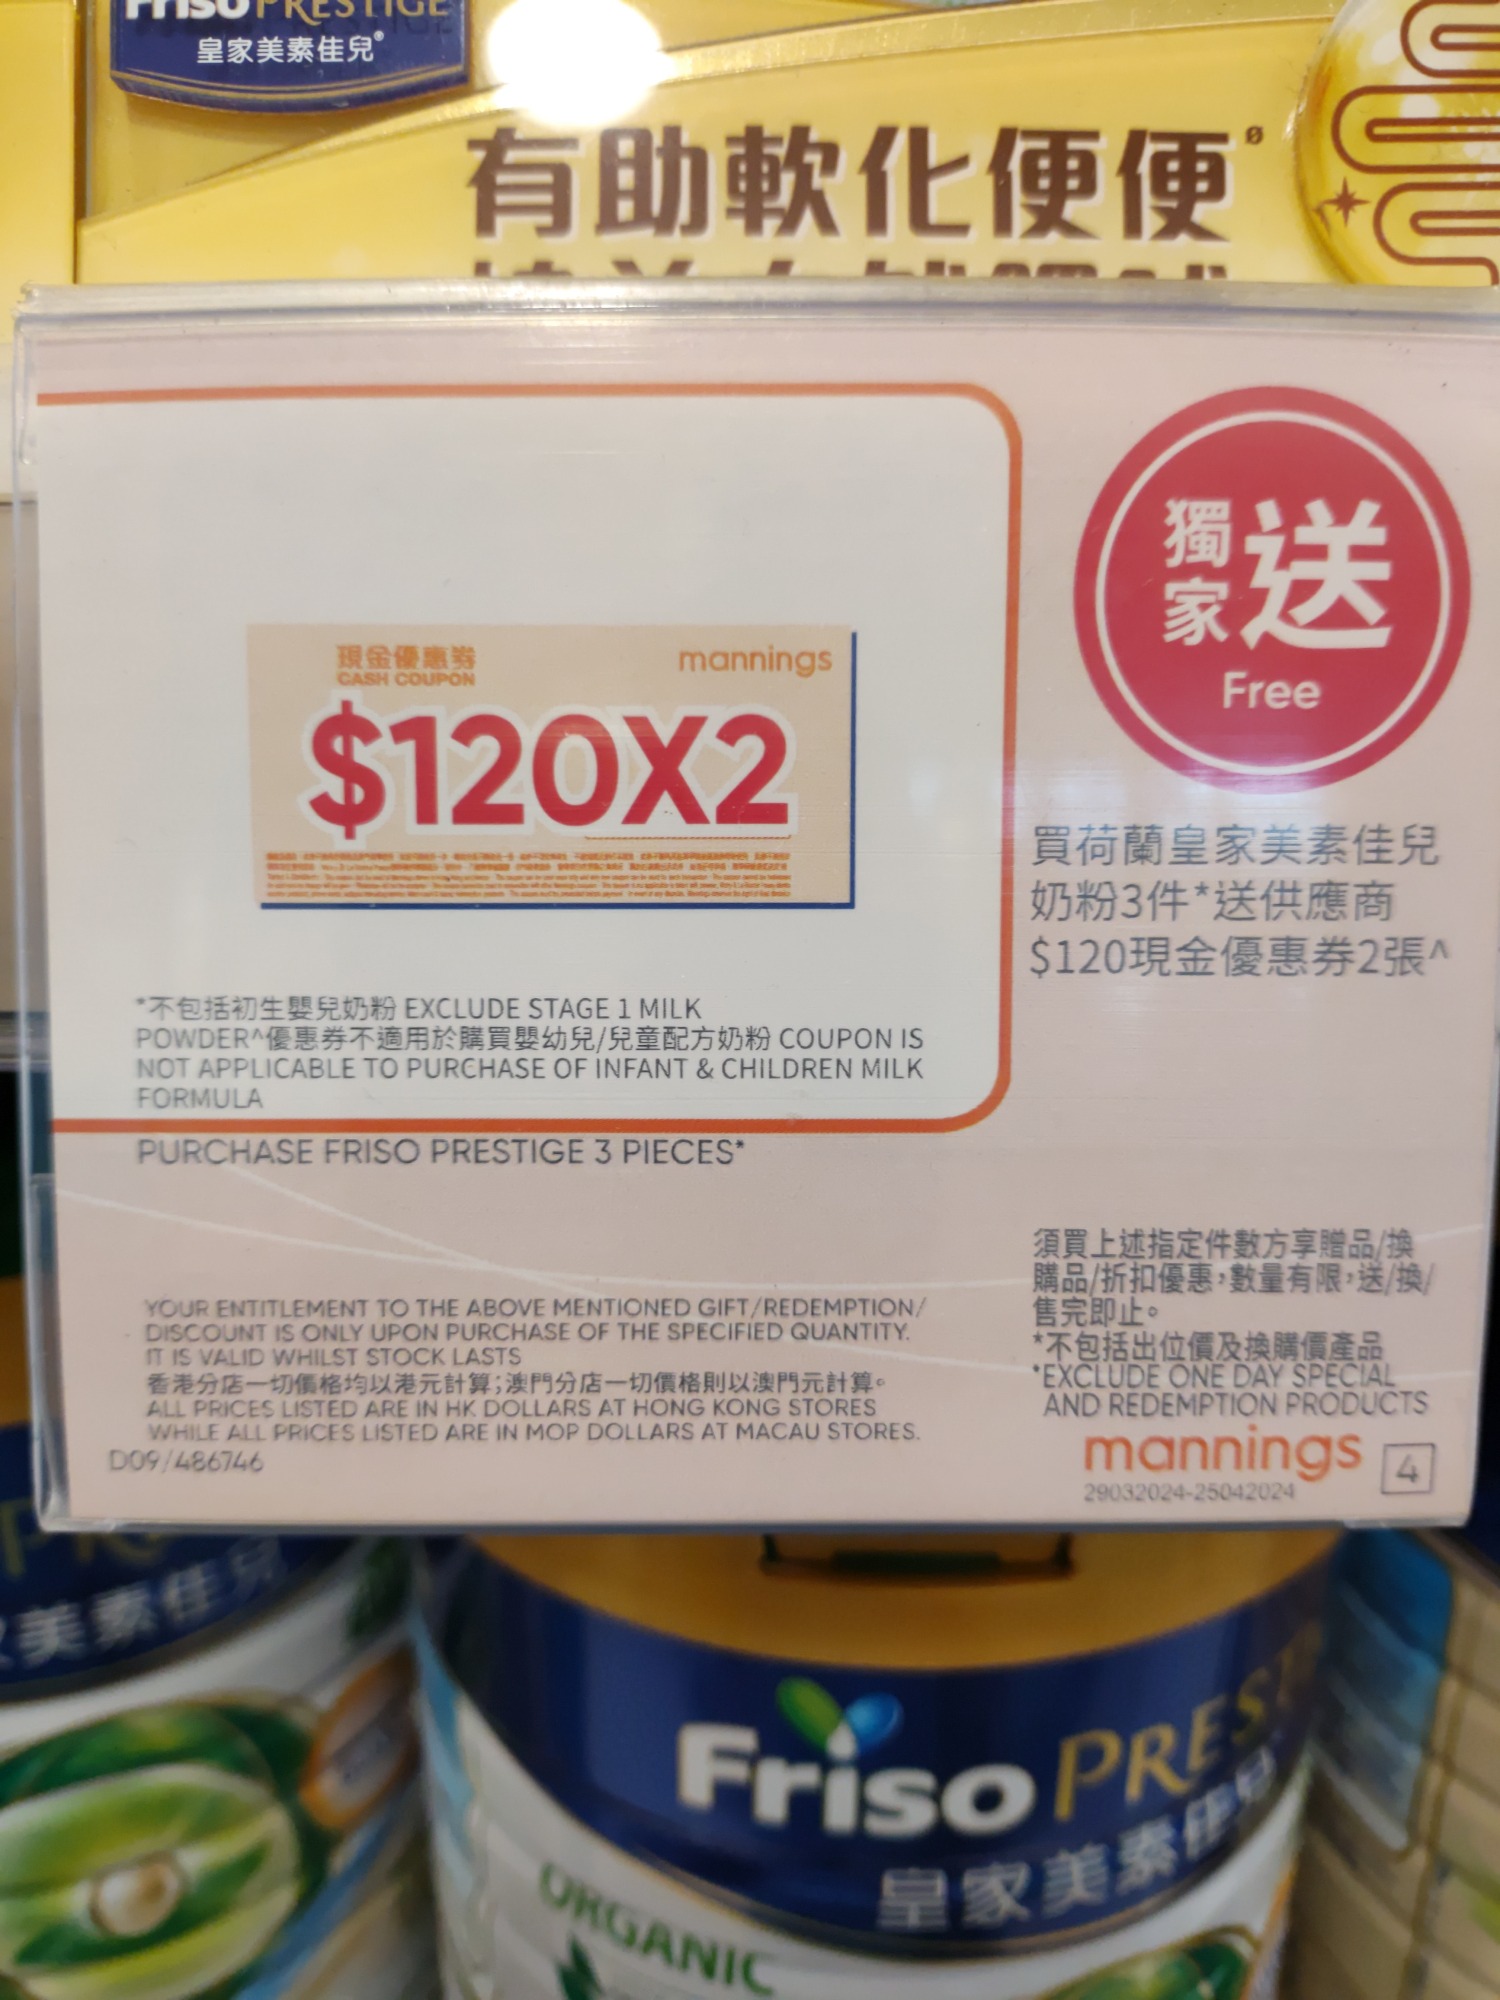 Friso PRESTIGE
皇家美素佳兒®
有助軟化便便
現金優惠券
CASH COUPON
mannings
$120X2
獨家送
Free
買荷蘭皇家美素佳兒
奶粉3件*送供應商
$120現金優惠券2張^
*不包括初生嬰兒奶粉 EXCLUDE STAGE 1 MILK
POWDER^優惠券不適用於購買嬰幼兒/兒童配方奶粉 COUPON IS
NOT APPLICABLE TO PURCHASE OF INFANT & CHILDREN MILK
FORMULA
PURCHASE FRISO PRESTIGE 3 PIECES*
YOUR ENTITLEMENT TO THE ABOVE MENTIONED GIFT/REDEMPTION/
DISCOUNT IS ONLY UPON PURCHASE OF THE SPECIFIED QUANTITY.
IT IS VALID WHILST STOCK LASTS
香港分店一切價格均以港元計算;澳門分店一切價格則以澳門元計算。
ALL PRICES LISTED ARE IN HK DOLLARS AT HONG KONG STORES
WHILE ALL PRICES LISTED ARE IN MOP DOLLARS AT MACAU STORES.
D09/486746
須買上述指定件數方享贈品/換
購品/折扣優惠,數量有限,送/換/
售完即止。
*不包括出位價及換購價產品
*EXCLUDE ONE DAY SPECIAL
AND REDEMPTION PRODUCTS
mannings 4
29032024-25042024
美素佳兒
Friso PREST
皇家美素佳兒
ORGANIC